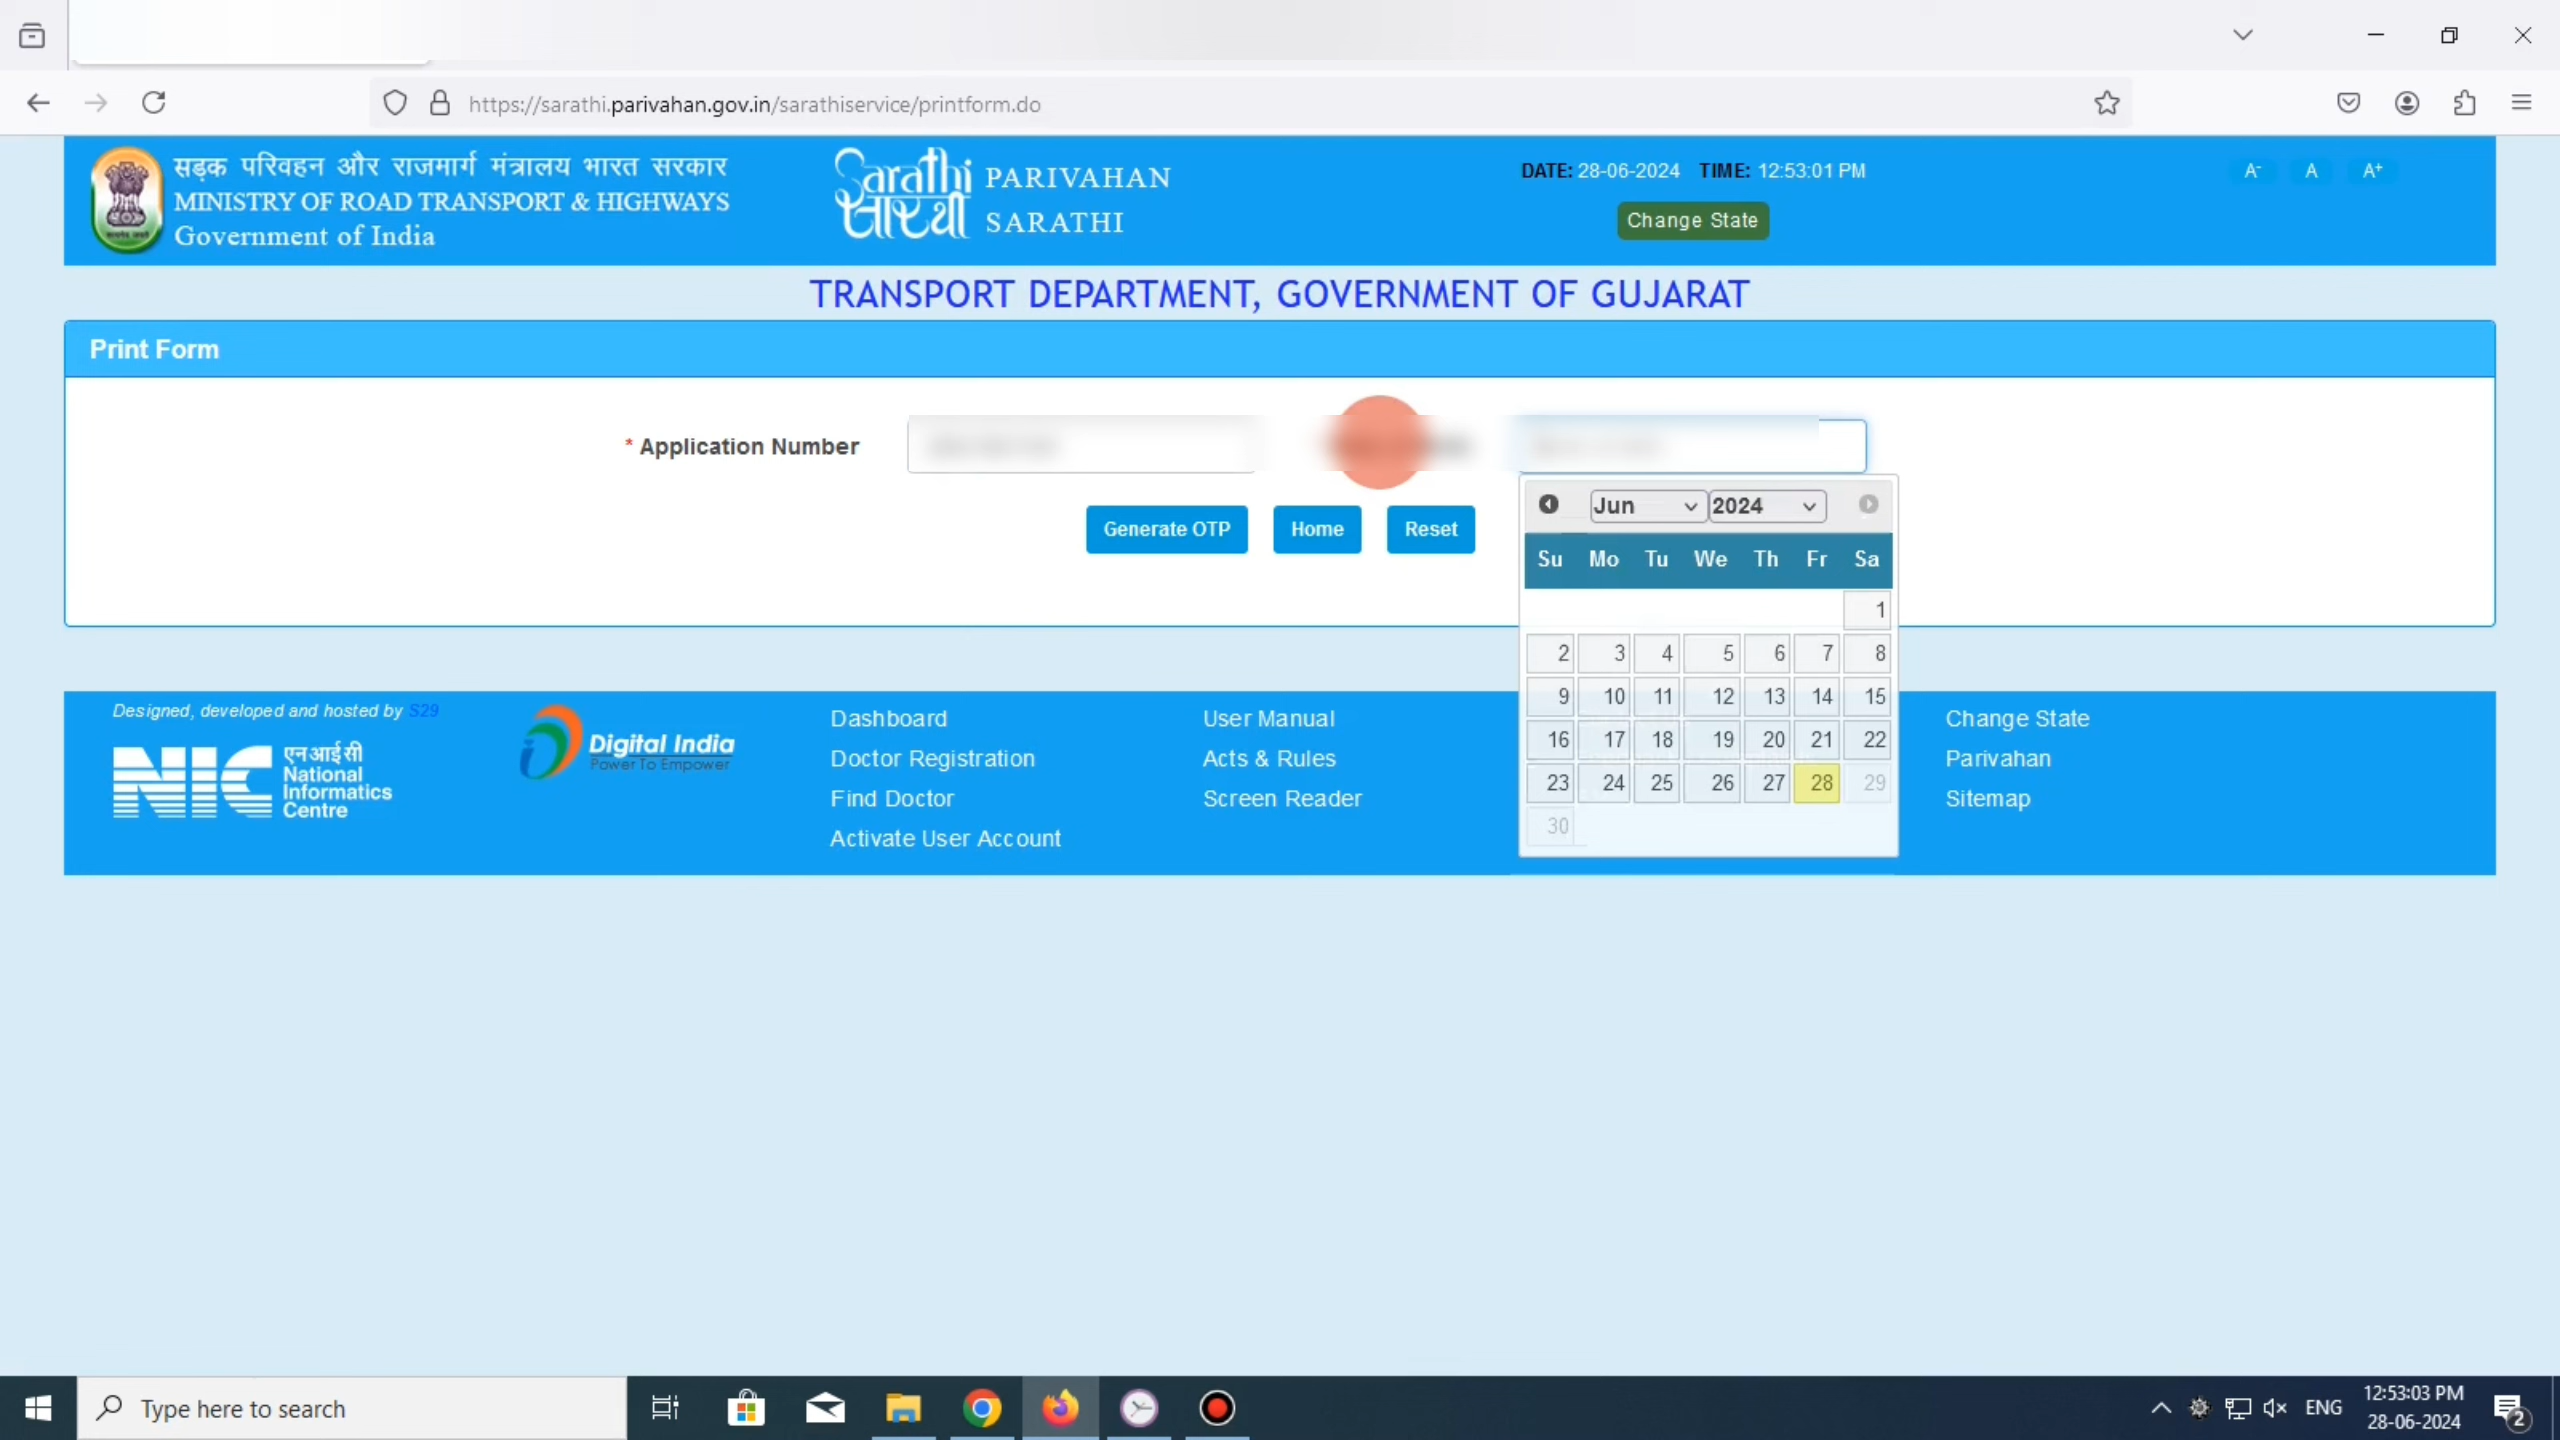 https://sarathi.parivahan.gov.in/sarathiservice/printform.do
सड़क परिवहन और राजमार्ग मंत्रालय भारत सरकार
MINISTRY OF ROAD TRANSPORT & HIGHWAYS
Government of India
Sarathi
सारथी
PARIVAHAN
SARATHI
DATE: 28-06-2024 TIME: 12:53:01 PM
Change State
A-
A
A+
TRANSPORT DEPARTMENT, GOVERNMENT OF GUJARAT
Print Form
* Application Number
Generate OTP
Home
Reset
Jun
2024
Su Mo Tu We Th Fr Sa
1
2 3 4 5 6 7 8
9 10 11 12 13 14 15
16 17 18 19 20 21 22
23 24 25 26 27 28 29
30
Designed, developed and hosted by S29
NIC
एनआईसी
National
Informatics
Centre
Digital India
Power To Empower
Dashboard
Doctor Registration
Find Doctor
Activate User Account
User Manual
Acts & Rules
Screen Reader
Change State
Parivahan
Sitemap
Type here to search
ENG
12:53:03 PM
28-06-2024
2